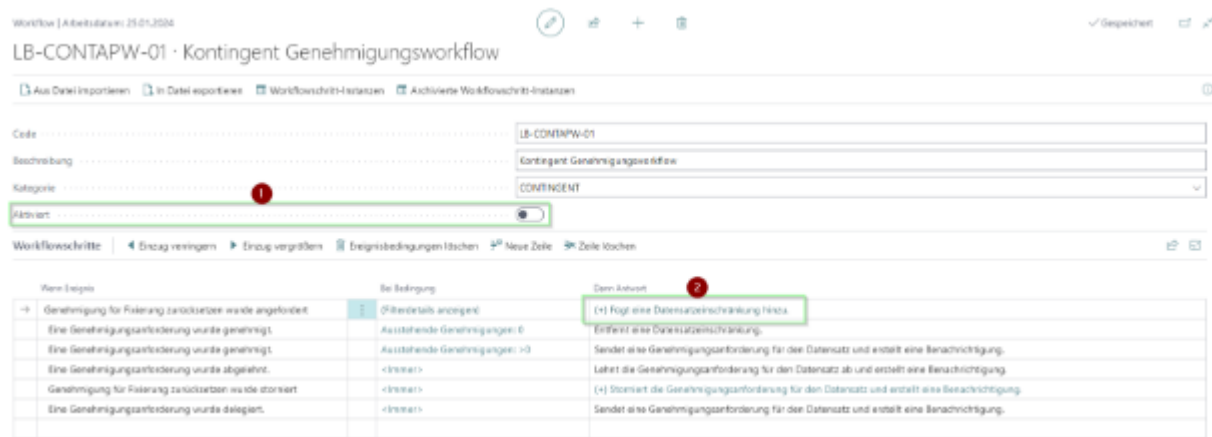 Workflow | Arbeitsdatum: 25.01.2024
✓ Gespeichert
LB-CONTAPW-01 · Kontingent Genehmigungsworkflow
Aus Datei importieren In Datei exportieren Workflowschritt-Instanzen Archivierte Workflowschritt-Instanzen
Code LB-CONTAPW-01
Beschreibung Kontingent Genehmigungsworkflow
Kategorie CONTINGENT
1
Aktiviert
Workflowschritte Einzug verringern Einzug vergrößern Ereignisbedingungen löschen Neue Zeile Zeile löschen
Wenn Ereignis Bei Bedingung Dann Antwort
2
→ Genehmigung für Fixierung zurücksetzen wurde angefordert (Filterdetails anzeigen) (+) Fügt eine Datensatzeinschränkung hinzu.
Eine Genehmigungsanforderung wurde genehmigt. Ausstehende Genehmigungen: 0 Entfernt eine Datensatzeinschränkung.
Eine Genehmigungsanforderung wurde genehmigt. Ausstehende Genehmigungen: >0 Sendet eine Genehmigungsanforderung für den Datensatz und erstellt eine Benachrichtigung.
Eine Genehmigungsanforderung wurde abgelehnt. <Immer> Lehnt die Genehmigungsanforderung für den Datensatz ab und erstellt eine Benachrichtigung.
Genehmigung für Fixierung zurücksetzen wurde storniert <Immer> (+) Storniert die Genehmigungsanforderung für den Datensatz und erstellt eine Benachrichtigung.
Eine Genehmigungsanforderung wurde delegiert. <Immer> Sendet eine Genehmigungsanforderung für den Datensatz und erstellt eine Benachrichtigung.